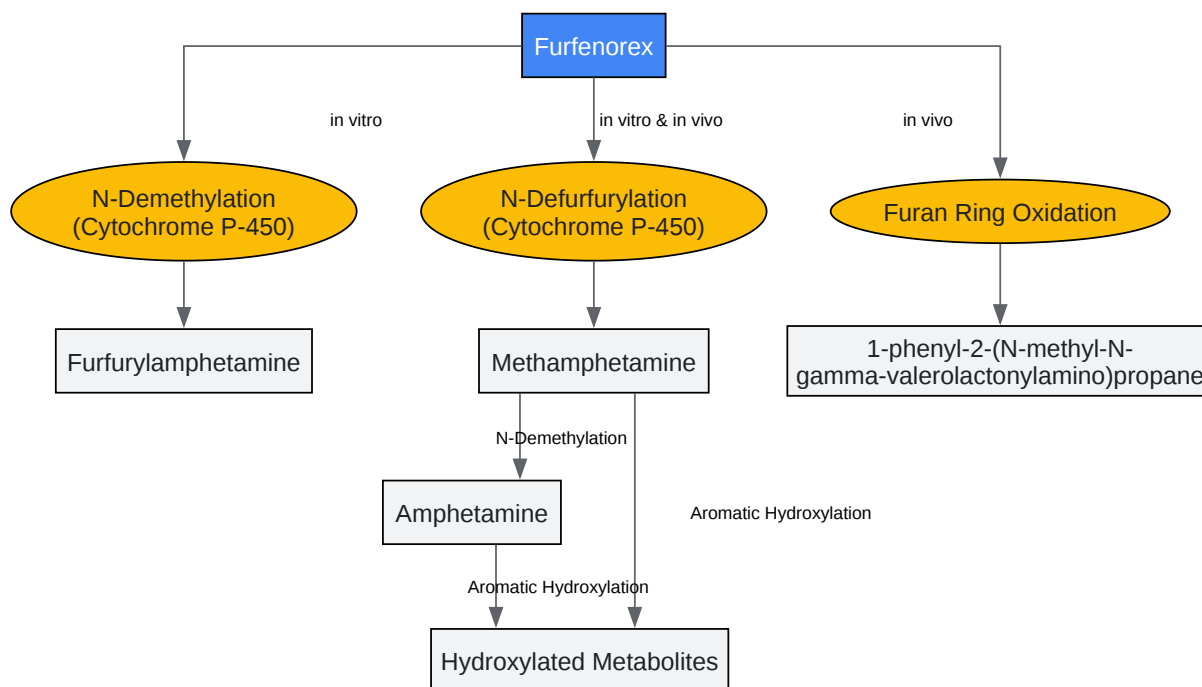 Furfenorex
in vitro
in vitro & in vivo
in vivo
N-Demethylation
(Cytochrome P-450)
N-Defurfurylation
(Cytochrome P-450)
Furan Ring Oxidation
Furfurylamphetamine
Methamphetamine
1-phenyl-2-(N-methyl-N-
gamma-valerolactonylamino)propane
N-Demethylation
Amphetamine
Aromatic Hydroxylation
Aromatic Hydroxylation
Hydroxylated Metabolites